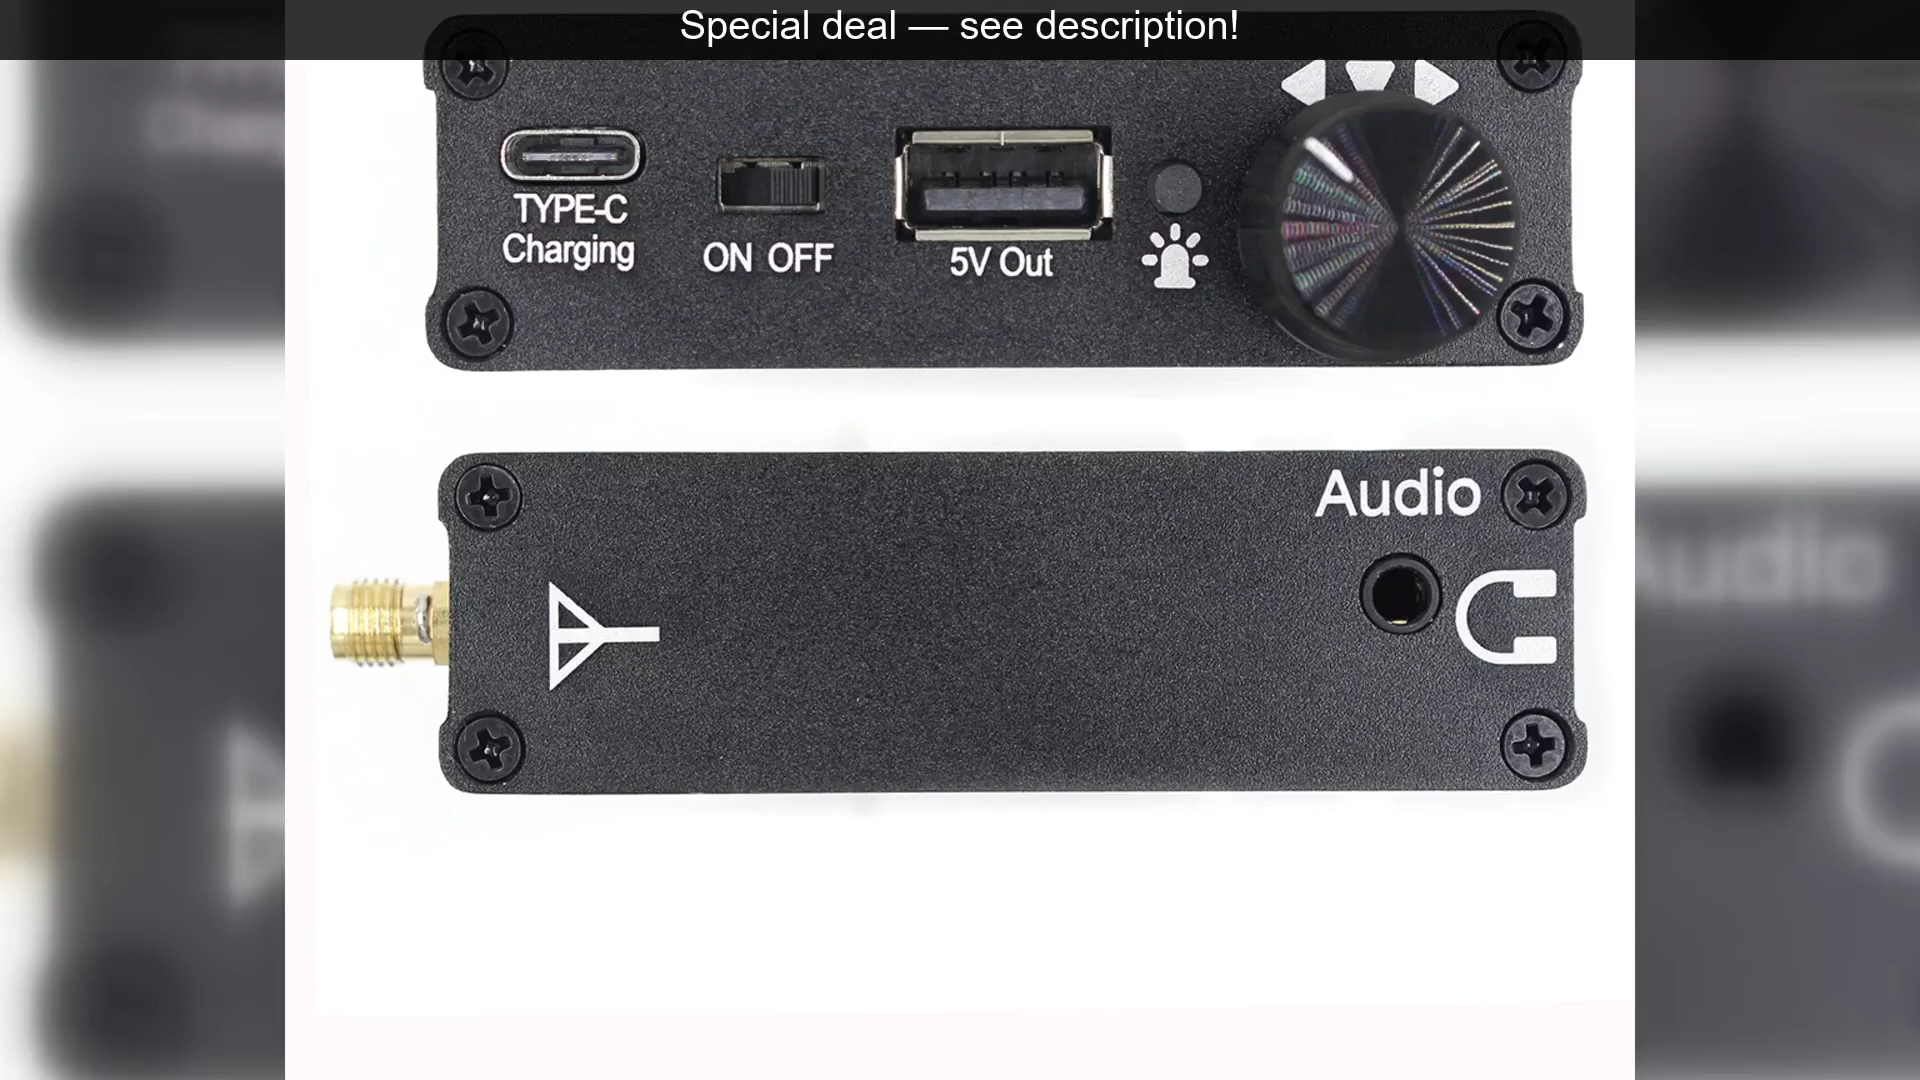 Special deal — see description!
TYPE-C
Charging
ON OFF
5V Out
Audio